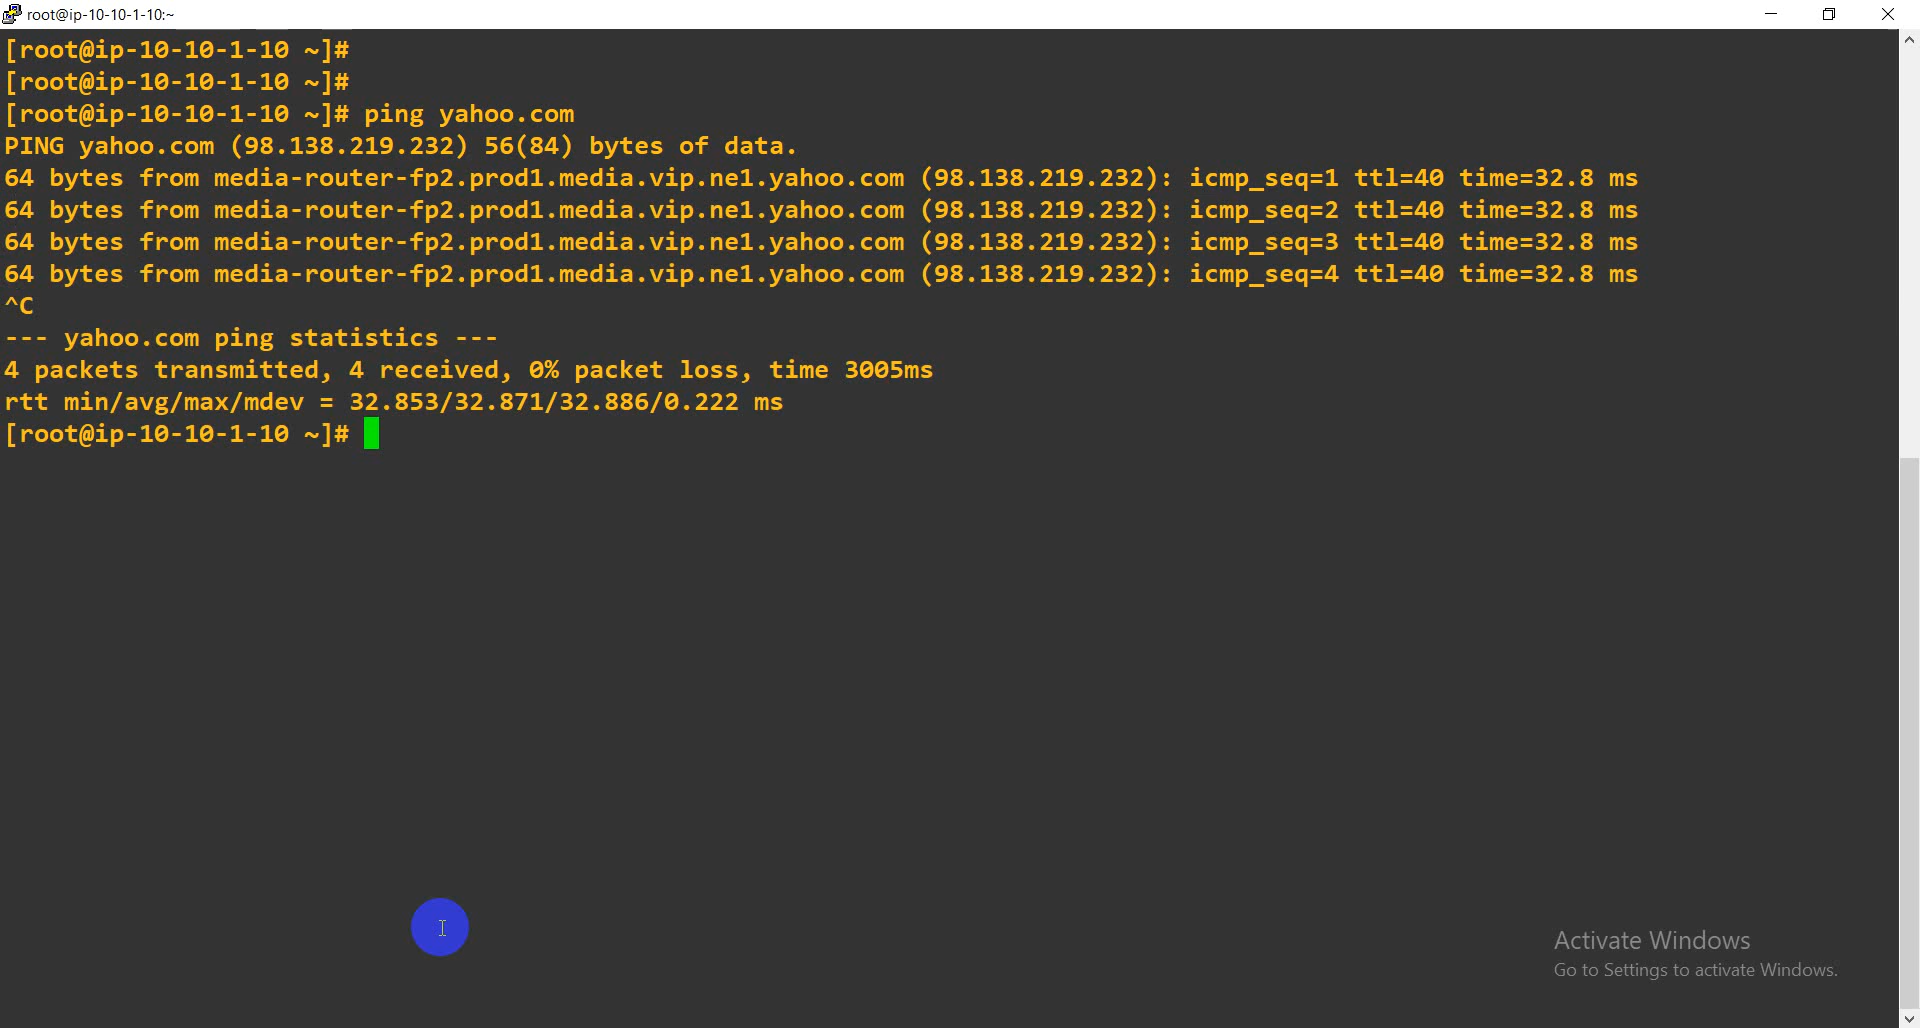 root@ip-10-10-1-10:~
[root@ip-10-10-1-10 ~]#
[root@ip-10-10-1-10 ~]#
[root@ip-10-10-1-10 ~]# ping yahoo.com
PING yahoo.com (98.138.219.232) 56(84) bytes of data.
64 bytes from media-router-fp2.prod1.media.vip.ne1.yahoo.com (98.138.219.232): icmp_seq=1 ttl=40 time=32.8 ms
64 bytes from media-router-fp2.prod1.media.vip.ne1.yahoo.com (98.138.219.232): icmp_seq=2 ttl=40 time=32.8 ms
64 bytes from media-router-fp2.prod1.media.vip.ne1.yahoo.com (98.138.219.232): icmp_seq=3 ttl=40 time=32.8 ms
64 bytes from media-router-fp2.prod1.media.vip.ne1.yahoo.com (98.138.219.232): icmp_seq=4 ttl=40 time=32.8 ms
^C
--- yahoo.com ping statistics ---
4 packets transmitted, 4 received, 0% packet loss, time 3005ms
rtt min/avg/max/mdev = 32.853/32.871/32.886/0.222 ms
[root@ip-10-10-1-10 ~]#
Activate Windows
Go to Settings to activate Windows.